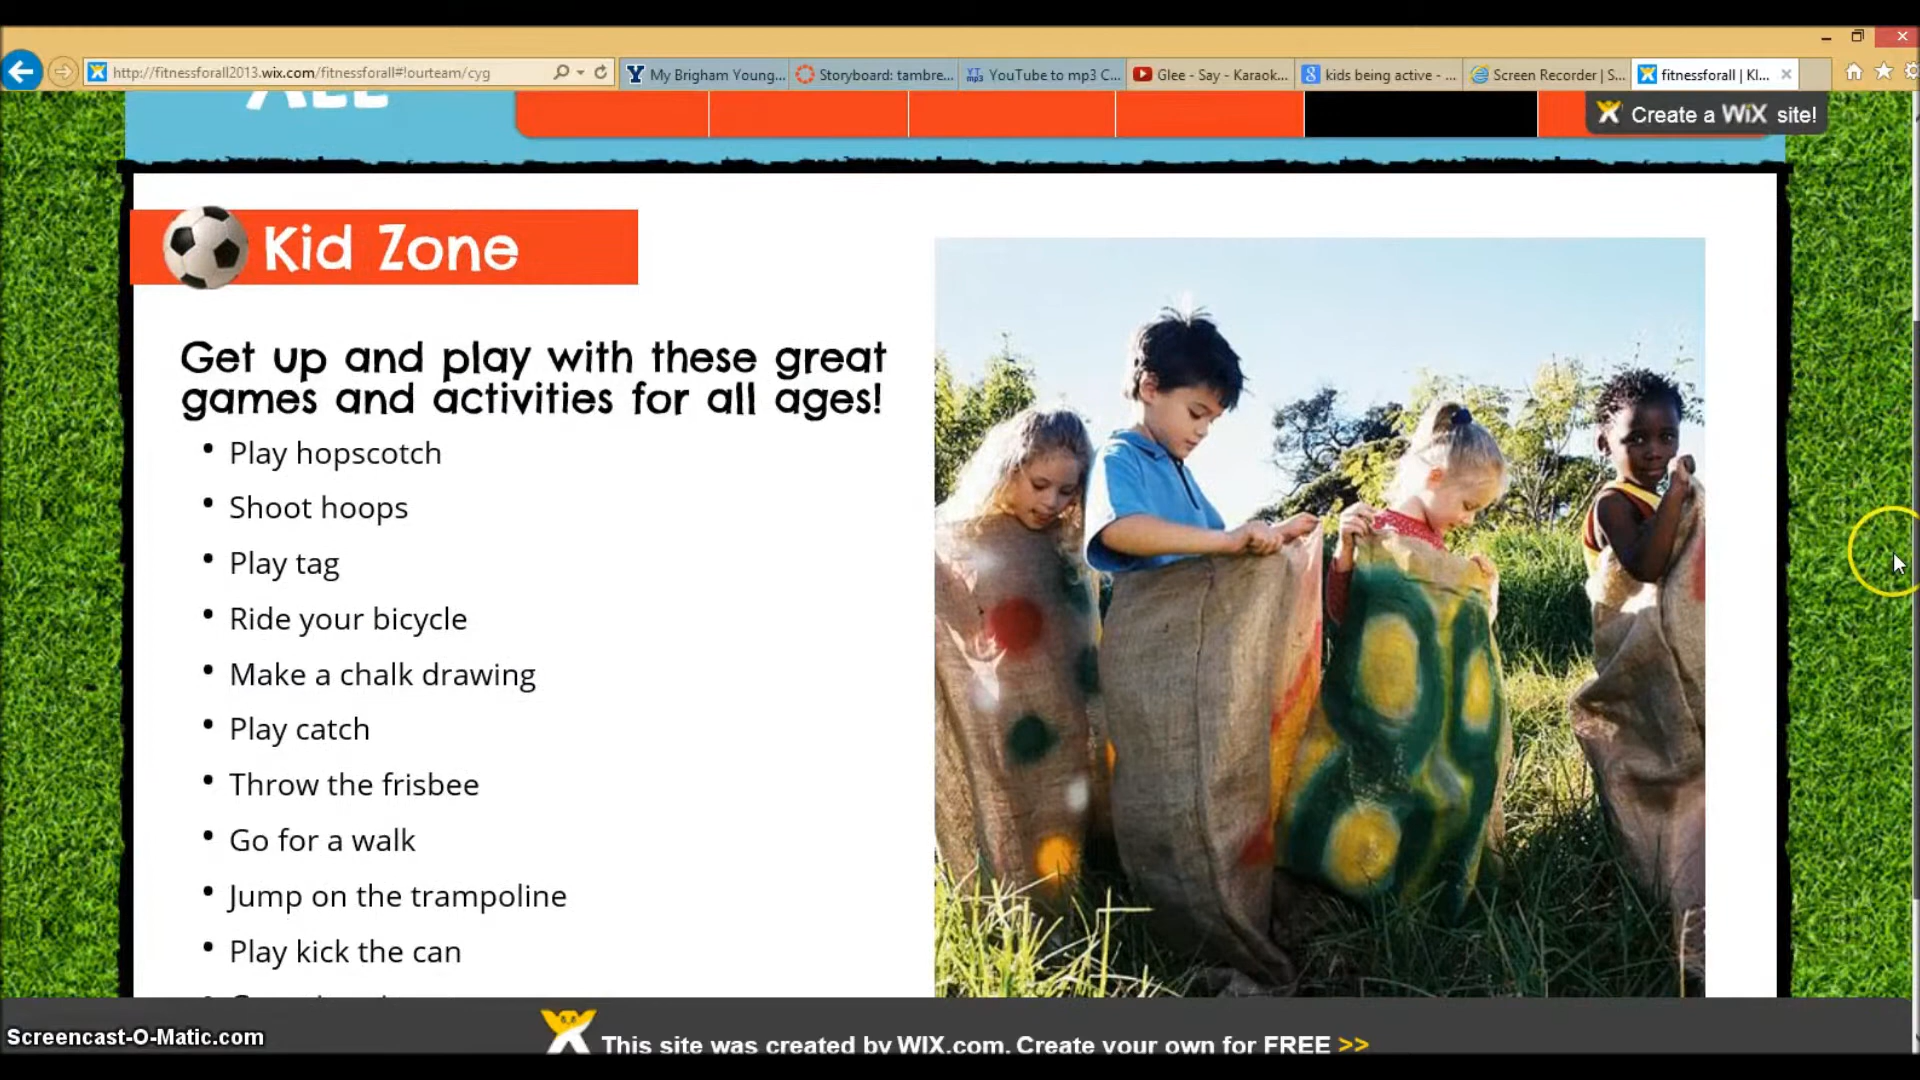 http://fitnessforall2013.wix.com/fitnessforall#!ourteam/cyg
My Brigham Young...
Storyboard: tambre...
YouTube to mp3 C...
Glee - Say - Karaok...
kids being active - ...
Screen Recorder | S...
fitnessforall | KI...
Create a WiX site!
Kid Zone
Get up and play with these great
games and activities for all ages!
• Play hopscotch
• Shoot hoops
• Play tag
• Ride your bicycle
• Make a chalk drawing
• Play catch
• Throw the frisbee
• Go for a walk
• Jump on the trampoline
• Play kick the can
Screencast-O-Matic.com
This site was created by WIX.com. Create your own for FREE >>